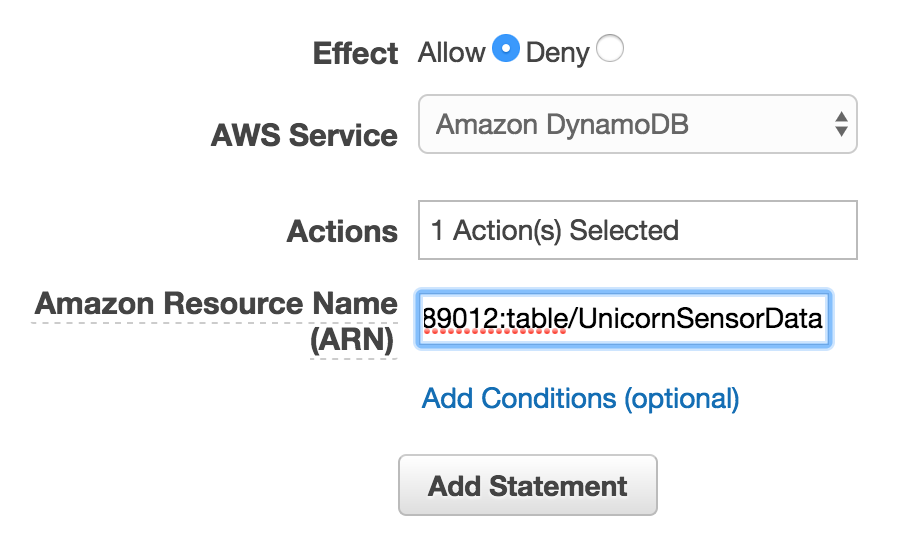 Effect Allow Deny
AWS Service Amazon DynamoDB
Actions 1 Action(s) Selected
Amazon Resource Name
(ARN) 89012:table/UnicornSensorData
Add Conditions (optional)
Add Statement